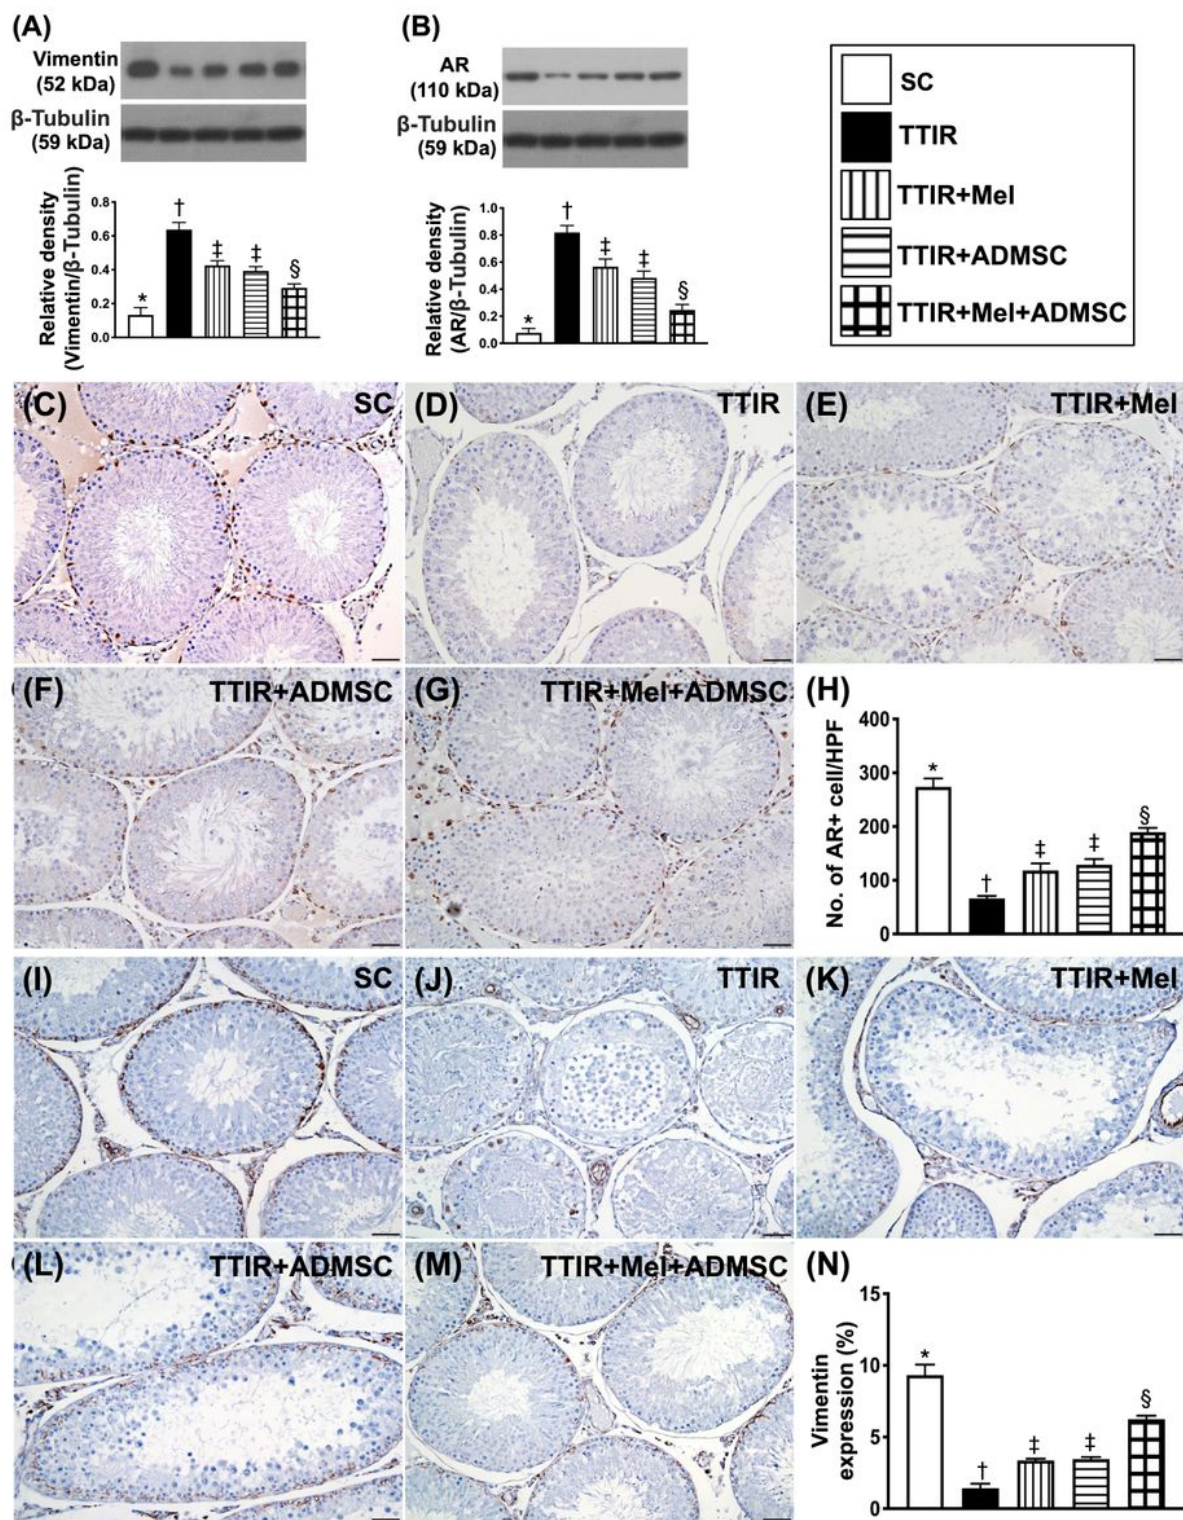 (A)
Vimentin
(52 kDa)
β-Tubulin
(59 kDa)
Relative density
(Vimentin/β-Tubulin)
0.8
0.6
0.4
0.2
0.0
*
†
‡
‡
§
(B)
AR
(110 kDa)
β-Tubulin
(59 kDa)
Relative density
(AR/β-Tubulin)
1.0
0.8
0.6
0.4
0.2
0.0
*
†
‡
‡
§
SC
TTIR
TTIR+Mel
TTIR+ADMSC
TTIR+Mel+ADMSC
(C) SC
(D) TTIR
(E) TTIR+Mel
(F) TTIR+ADMSC
(G) TTIR+Mel+ADMSC
(H)
No. of AR+ cell/HPF
400
300
200
100
0
*
†
‡
‡
§
(I) SC
(J) TTIR
(K) TTIR+Mel
(L) TTIR+ADMSC
(M) TTIR+Mel+ADMSC
(N)
Vimentin
expression (%)
15
10
5
0
*
†
‡
‡
§